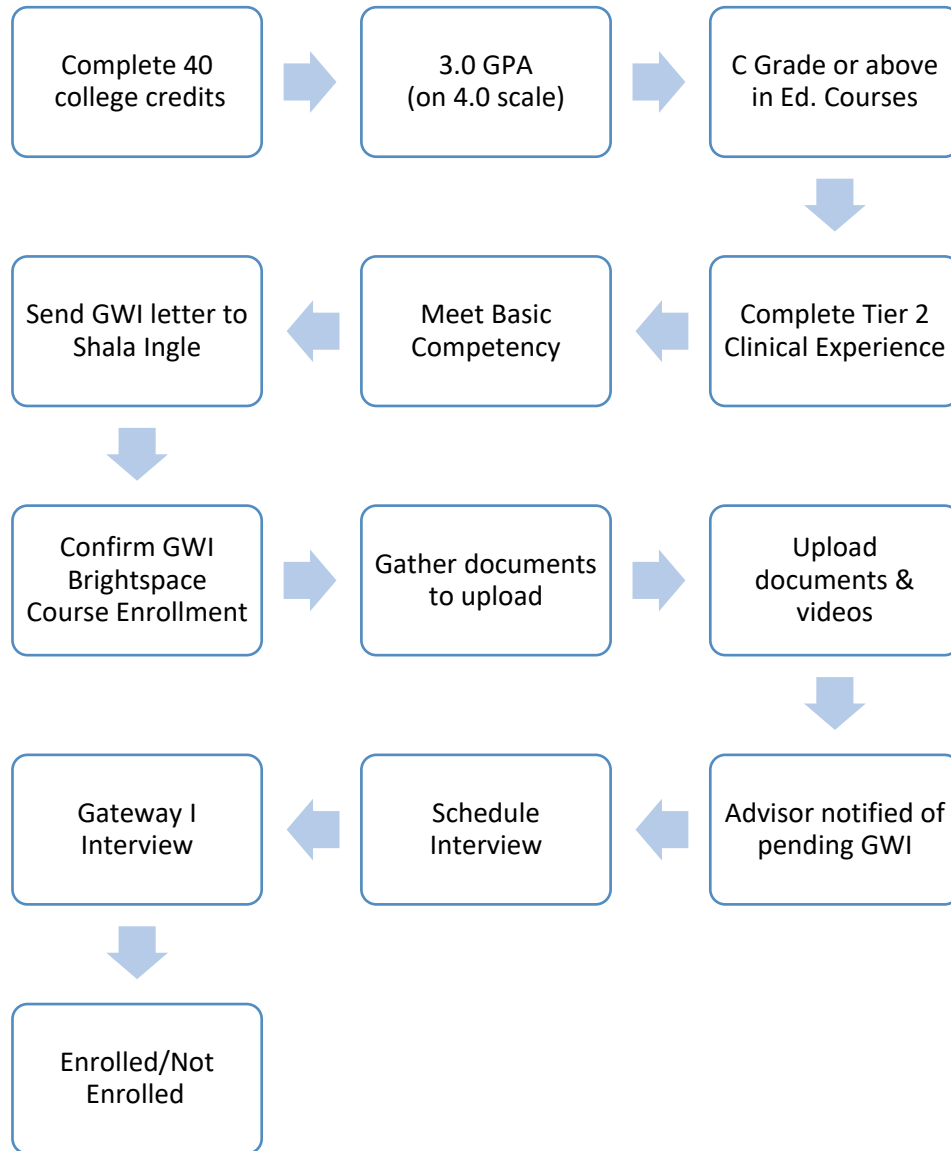 Complete 40
college credits
3.0 GPA
(on 4.0 scale)
C Grade or above
in Ed. Courses
Complete Tier 2
Clinical Experience
Meet Basic
Competency
Send GWI letter to
Shala Ingle
Confirm GWI
Brightspace
Course Enrollment
Gather documents
to upload
Upload
documents &
videos
Advisor notified of
pending GWI
Schedule
Interview
Gateway I
Interview
Enrolled/Not
Enrolled